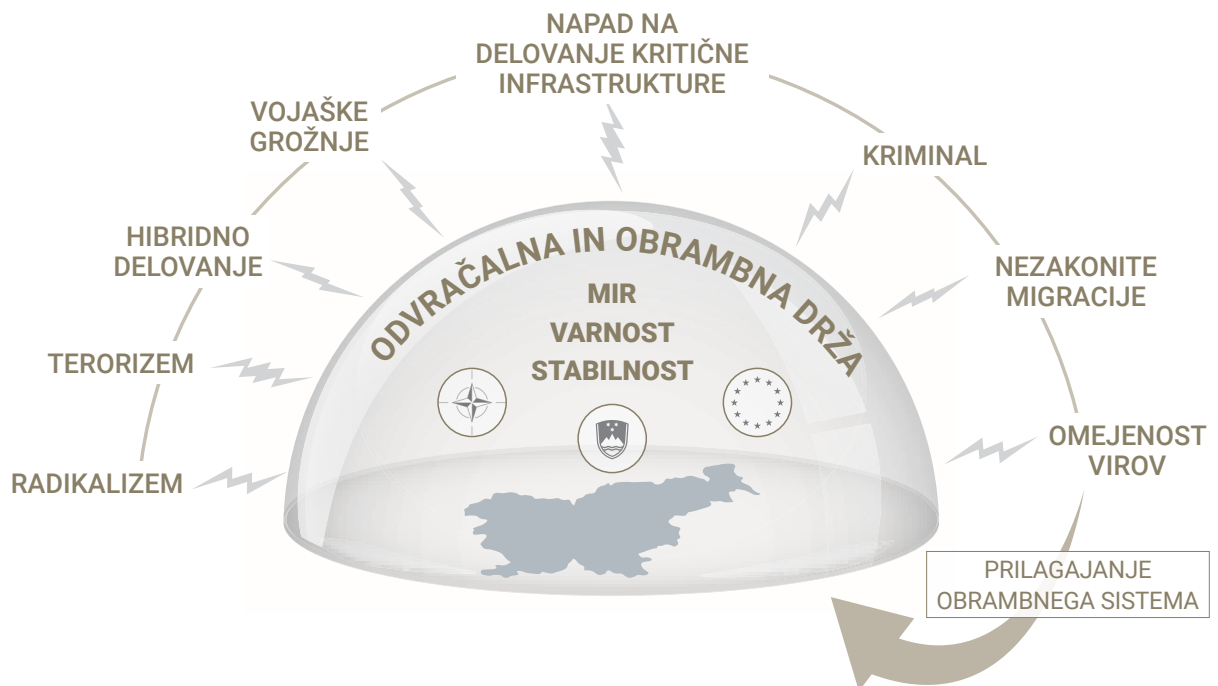 NAPAD NA
DELOVANJE KRITIČNE
INFRASTRUKTURE
VOJAŠKE
GROŽNJE
KRIMINAL
HIBRIDNO
DELOVANJE
NEZAKONITE
MIGRACIJE
TERORIZEM
OMEJENOST
VIROV
RADIKALIZEM
ODVRAČALNA IN OBRAMBNA DRŽA
MIR
VARNOST
STABILNOST
PRILAGAJANJE
OBRAMBNEGA SISTEMA